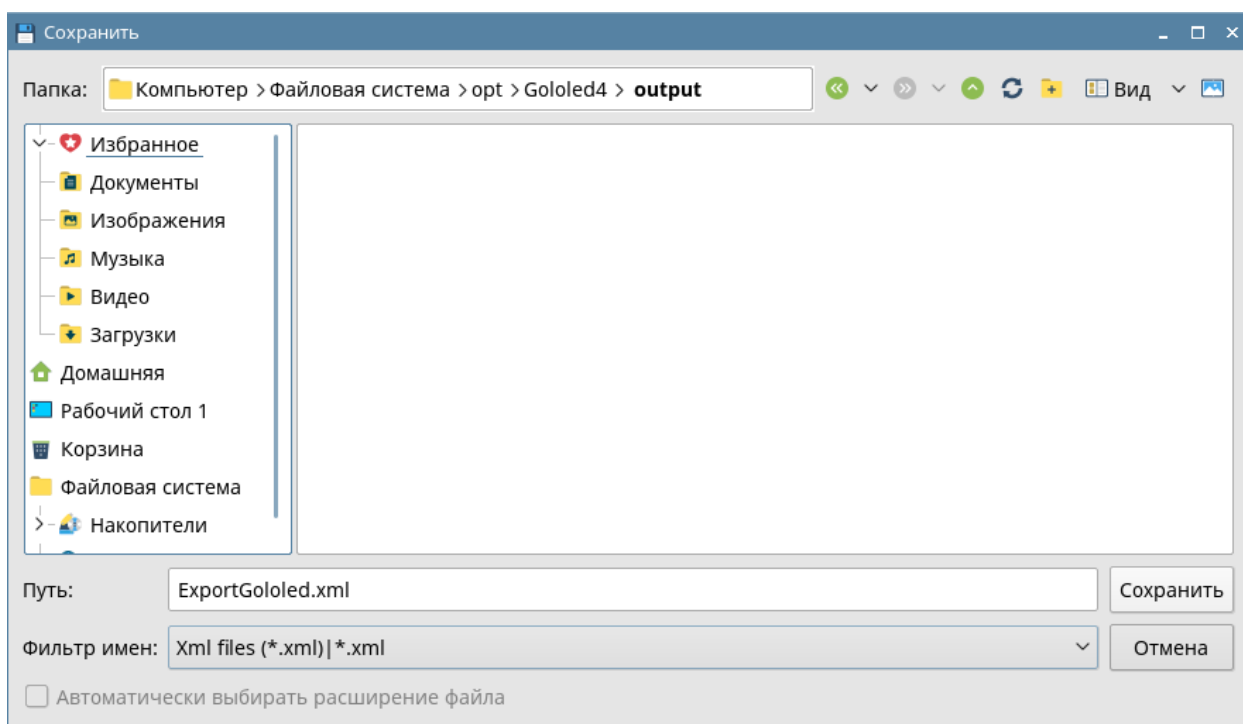 Сохранить
Папка: Компьютер > Файловая система > opt > Gololed4 > output Вид
Избранное
Документы
Изображения
Музыка
Видео
Загрузки
Домашняя
Рабочий стол 1
Корзина
Файловая система
Накопители
Путь: ExportGololed.xml Сохранить
Фильтр имен: Xml files (*.xml)|*.xml Отмена
Автоматически выбирать расширение файла